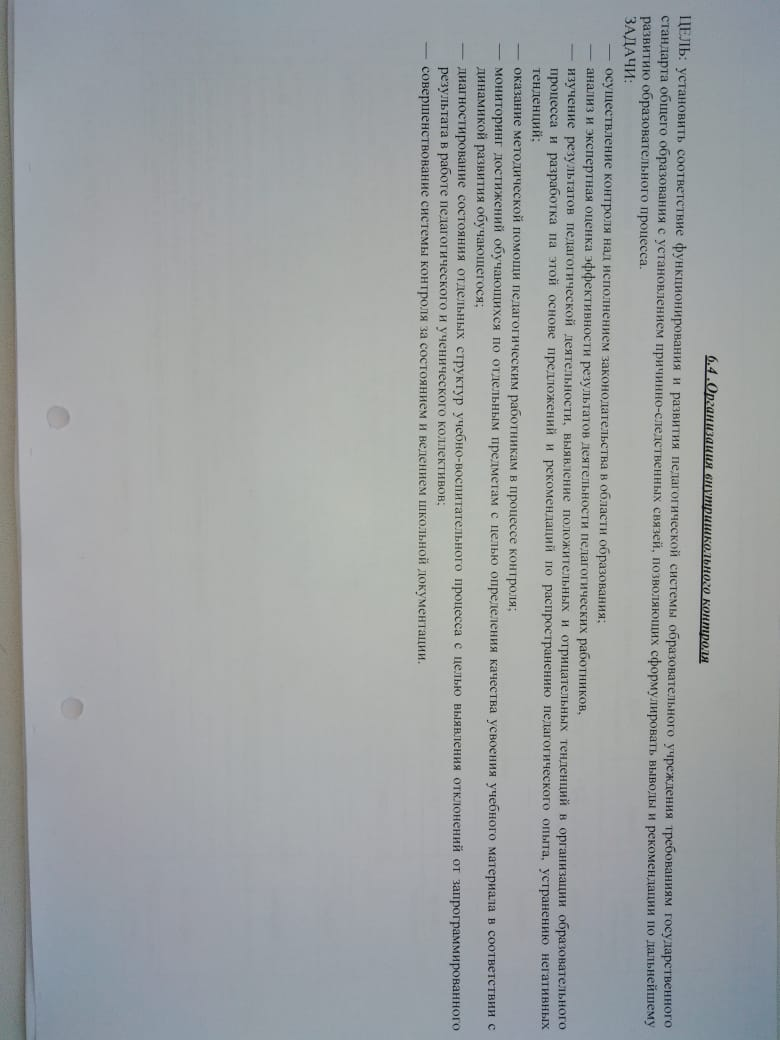 6.4 .Организация внутришкольного контроля
ЦЕЛЬ: установить соответствие функционирования и развития педагогической системы образовательного учреждения требованиям государственного
стандарта общего образования с установлением причинно-следственных связей, позволяющих сформулировать выводы и рекомендации по дальнейшему
развитию образовательного процесса.
ЗАДАЧИ:
— осуществление контроля над исполнением законодательства в области образования;
— анализ и экспертная оценка эффективности результатов деятельности педагогических работников,
— изучение результатов педагогической деятельности, выявление положительных и отрицательных тенденций в организации образовательного
процесса и разработка на этой основе предложений и рекомендаций по распространению педагогического опыта, устранению негативных
тенденций;
— оказание методической помощи педагогическим работникам в процессе контроля;
— мониторинг достижений обучающихся по отдельным предметам с целью определения качества усвоения учебного материала в соответствии с
динамикой развития обучающегося;
— диагностирование состояния отдельных структур учебно-воспитательного процесса с целью выявления отклонений от запрограммированного
результата в работе педагогического и ученического коллективов;
— совершенствование системы контроля за состоянием и ведением школьной документации.